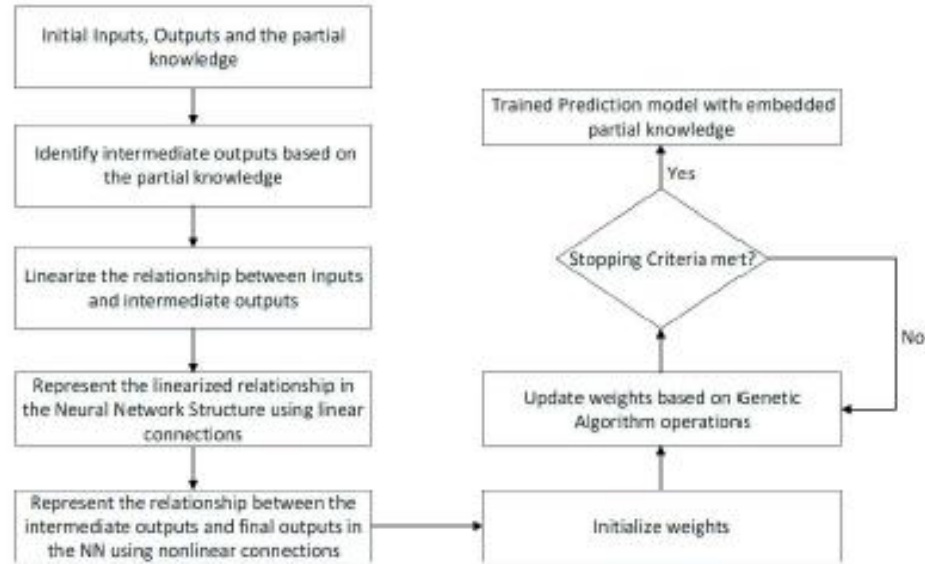 Initial Inputs, Outputs and the partial
knowledge
Identify intermediate outputs based on
the partial knowledge
Linearize the relationship between inputs
and intermediate outputs
Represent the linearized relationship in
the Neural Network Structure using linear
connections
Represent the relationship between the
intermediate outputs and final outputs in
the NN using nonlinear connections
Initialize weights
Update weights based on Genetic
Algorithm operations
Stopping Criteria met?
No
Yes
Trained Prediction model with embedded
partial knowledge